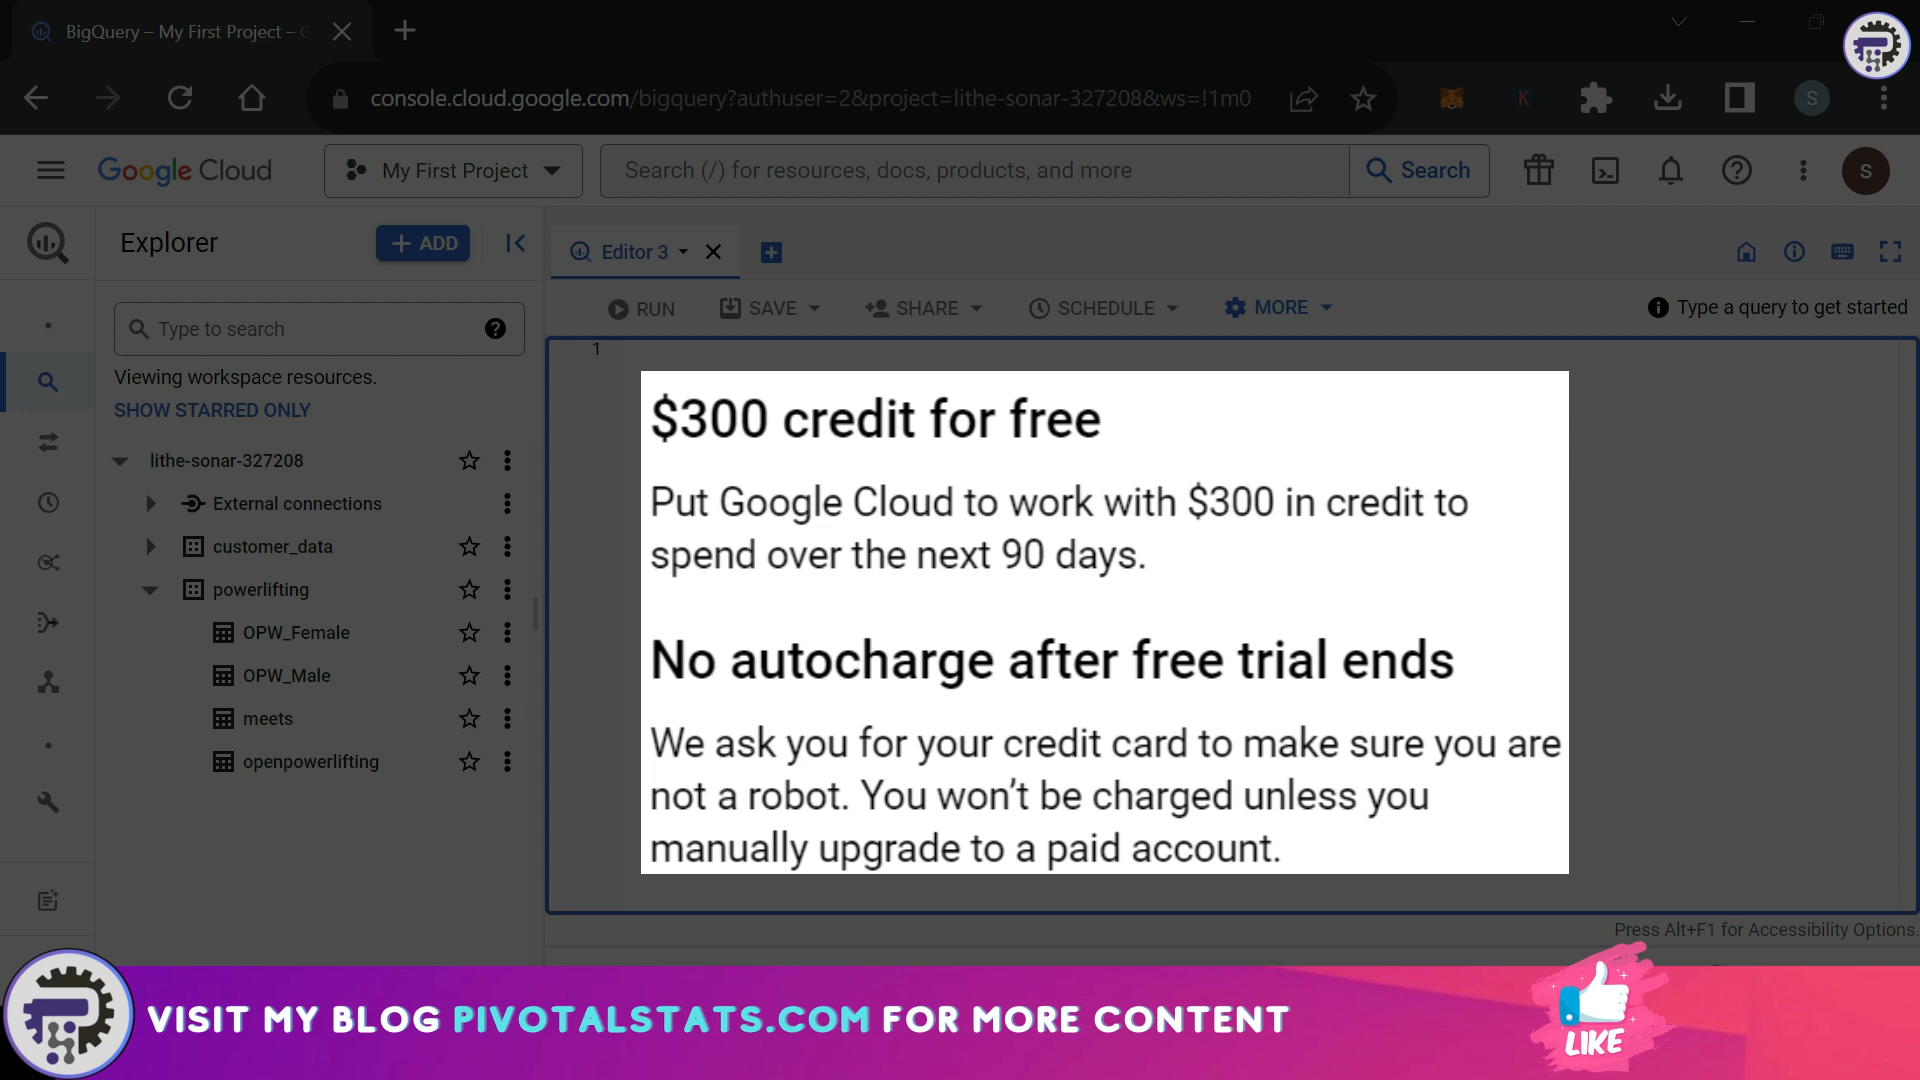 BigQuery – My First Project –
console.cloud.google.com/bigquery?authuser=2&project=lithe-sonar-327208&ws=!1m0
K
S
Google Cloud
My First Project
Search (/) for resources, docs, products, and more
Search
S
Explorer
+ ADD
Editor 3
RUN
SAVE
SHARE
SCHEDULE
MORE
Type a query to get started
Type to search
1
Viewing workspace resources.
SHOW STARRED ONLY
lithe-sonar-327208
External connections
customer_data
powerlifting
OPW_Female
OPW_Male
meets
openpowerlifting
$300 credit for free
Put Google Cloud to work with $300 in credit to
spend over the next 90 days.
No autocharge after free trial ends
We ask you for your credit card to make sure you are
not a robot. You won't be charged unless you
manually upgrade to a paid account.
Press Alt+F1 for Accessibility Options.
VISIT MY BLOG PIVOTALSTATS.COM FOR MORE CONTENT
LIKE